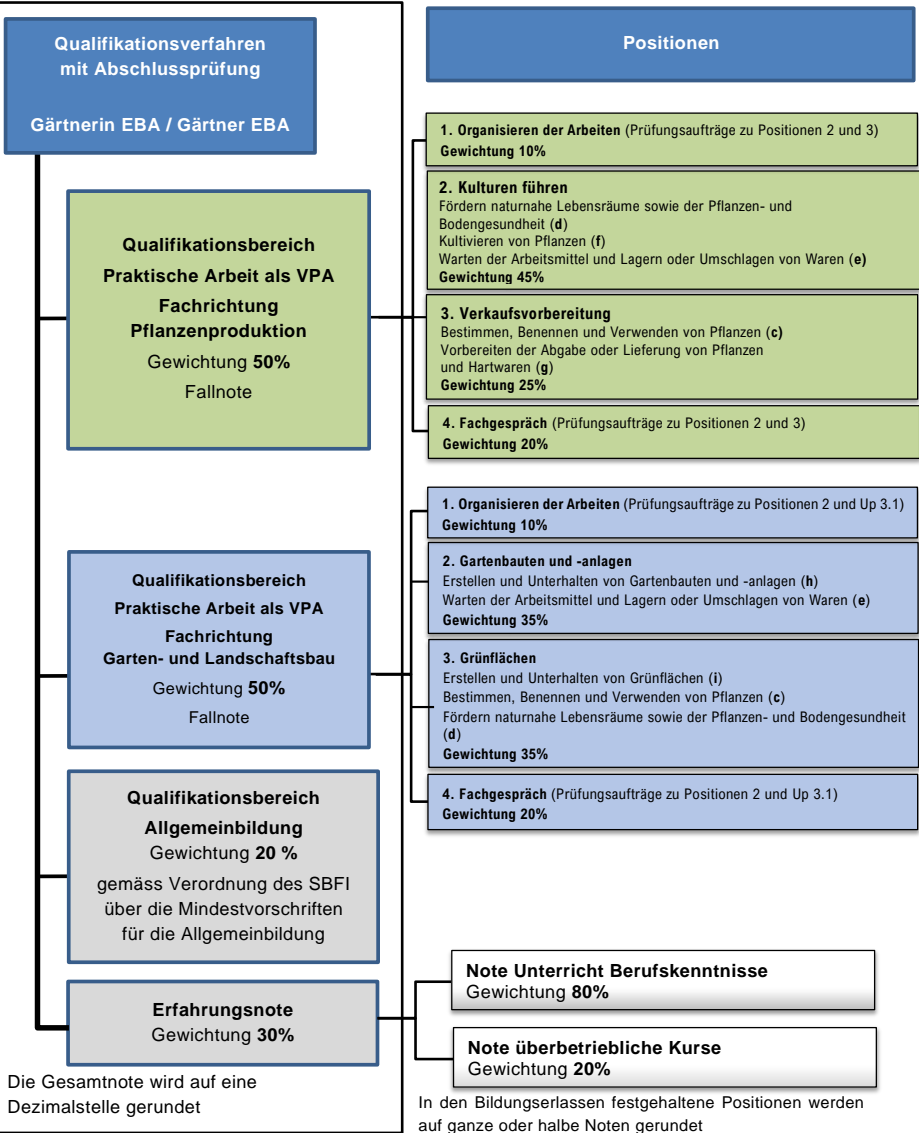 Qualifikationsverfahren
mit Abschlussprüfung
Gärtnerin EBA / Gärtner EBA
Positionen
Qualifikationsbereich
Praktische Arbeit als VPA
Fachrichtung
Pflanzenproduktion
Gewichtung 50%
Fallnote
1. Organisieren der Arbeiten (Prüfungsaufträge zu Positionen 2 und 3)
Gewichtung 10%
2. Kulturen führen
Fördern naturnahe Lebensräume sowie der Pflanzen- und
Bodengesundheit (d)
Kultivieren von Pflanzen (f)
Warten der Arbeitsmittel und Lagern oder Umschlagen von Waren (e)
Gewichtung 45%
3. Verkaufsvorbereitung
Bestimmen, Benennen und Verwenden von Pflanzen (c)
Vorbereiten der Abgabe oder Lieferung von Pflanzen
und Hartwaren (g)
Gewichtung 25%
4. Fachgespräch (Prüfungsaufträge zu Positionen 2 und 3)
Gewichtung 20%
Qualifikationsbereich
Praktische Arbeit als VPA
Fachrichtung
Garten- und Landschaftsbau
Gewichtung 50%
Fallnote
1. Organisieren der Arbeiten (Prüfungsaufträge zu Positionen 2 und Up 3.1)
Gewichtung 10%
2. Gartenbauten und -anlagen
Erstellen und Unterhalten von Gartenbauten und -anlagen (h)
Warten der Arbeitsmittel und Lagern oder Umschlagen von Waren (e)
Gewichtung 35%
3. Grünflächen
Erstellen und Unterhalten von Grünflächen (i)
Bestimmen, Benennen und Verwenden von Pflanzen (c)
Fördern naturnahe Lebensräume sowie der Pflanzen- und Bodengesundheit
(d)
Gewichtung 35%
4. Fachgespräch (Prüfungsaufträge zu Positionen 2 und Up 3.1)
Gewichtung 20%
Qualifikationsbereich
Allgemeinbildung
Gewichtung 20 %
gemäss Verordnung des SBFI
über die Mindestvorschriften
für die Allgemeinbildung
Erfahrungsnote
Gewichtung 30%
Note Unterricht Berufskenntnisse
Gewichtung 80%
Note überbetriebliche Kurse
Gewichtung 20%
Die Gesamtnote wird auf eine
Dezimalstelle gerundet
In den Bildungserlassen festgehaltene Positionen werden
auf ganze oder halbe Noten gerundet